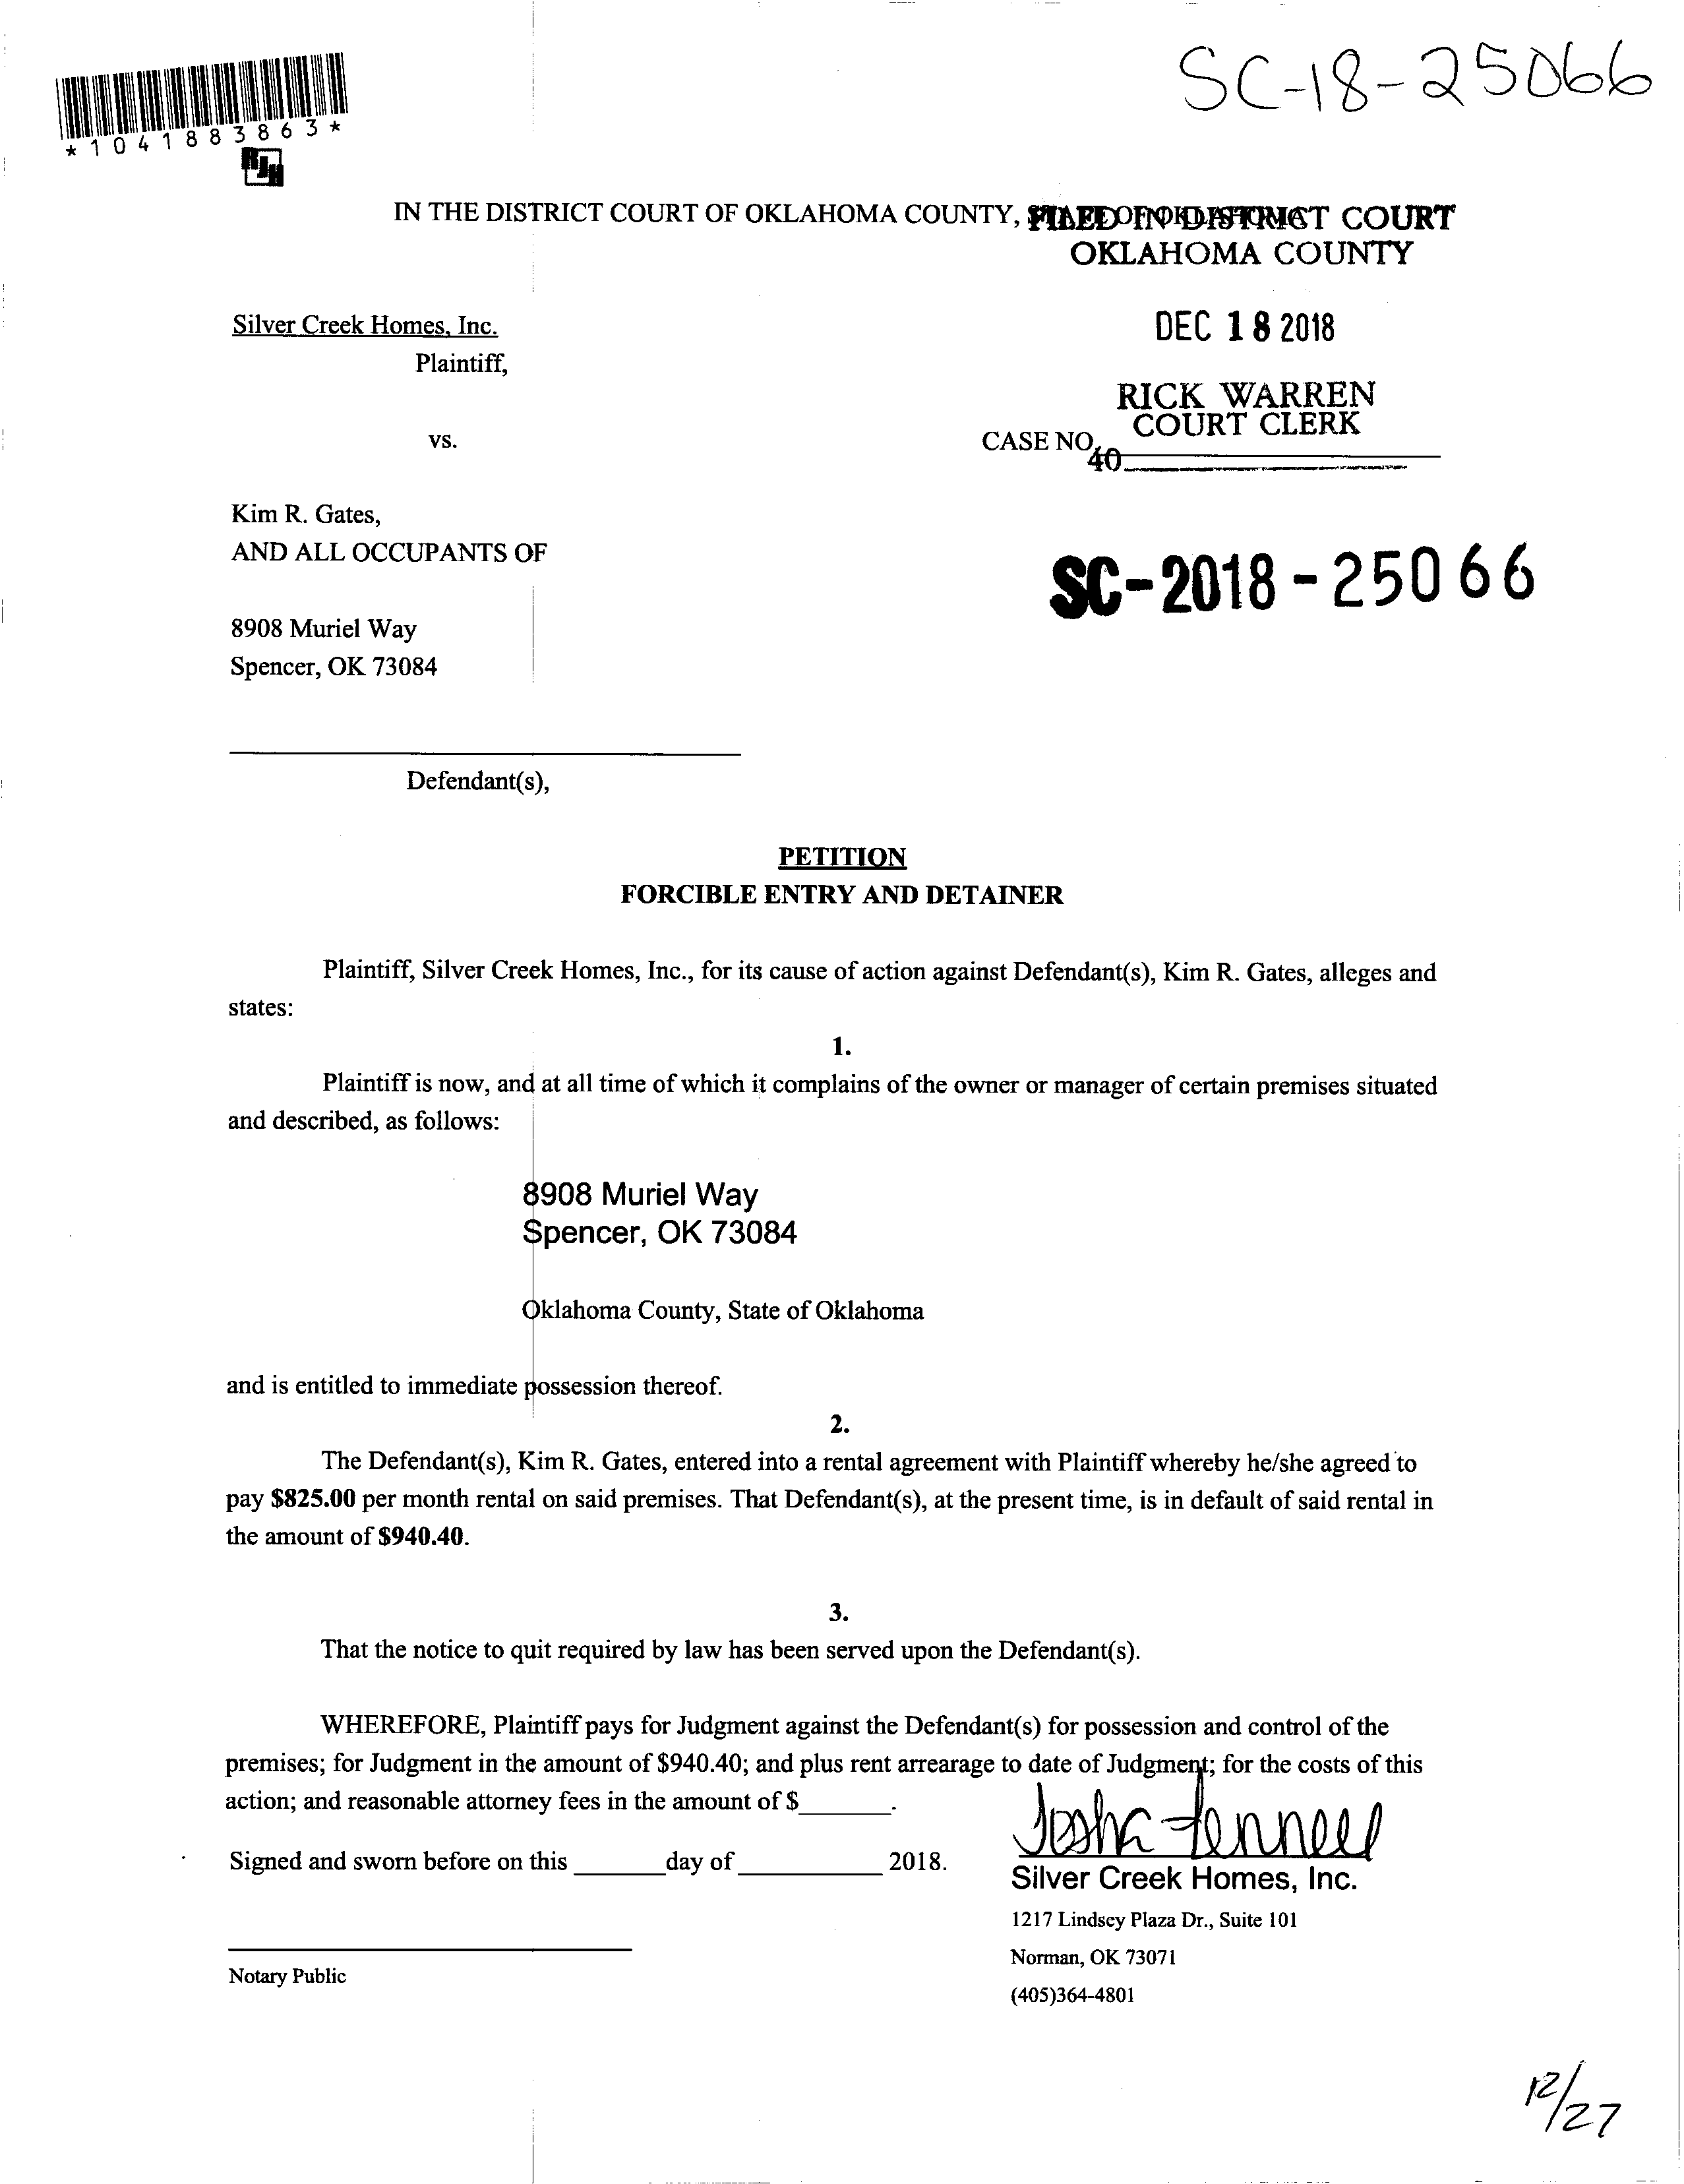 SC-18-25066
*1041883863*
RJH
IN THE DISTRICT COURT OF OKLAHOMA COUNTY, STATE OF OKLAHOMA
FILED IN DISTRICT COURT
OKLAHOMA COUNTY
Silver Creek Homes, Inc.
DEC 18 2018
Plaintiff,
RICK WARREN
COURT CLERK
vs.
CASE NO.
40
Kim R. Gates,
AND ALL OCCUPANTS OF
SC-2018-25066
8908 Muriel Way
Spencer, OK 73084
Defendant(s),
PETITION
FORCIBLE ENTRY AND DETAINER
Plaintiff, Silver Creek Homes, Inc., for its cause of action against Defendant(s), Kim R. Gates, alleges and
states:
1.
Plaintiff is now, and at all time of which it complains of the owner or manager of certain premises situated
and described, as follows:
8908 Muriel Way
Spencer, OK 73084
Oklahoma County, State of Oklahoma
and is entitled to immediate possession thereof.
2.
The Defendant(s), Kim R. Gates, entered into a rental agreement with Plaintiff whereby he/she agreed to
pay $825.00 per month rental on said premises. That Defendant(s), at the present time, is in default of said rental in
the amount of $940.40.
3.
That the notice to quit required by law has been served upon the Defendant(s).
WHEREFORE, Plaintiff pays for Judgment against the Defendant(s) for possession and control of the
premises; for Judgment in the amount of $940.40; and plus rent arrearage to date of Judgment; for the costs of this
action; and reasonable attorney fees in the amount of $_______.
Signed and sworn before on this _______day of___________ 2018.
Silver Creek Homes, Inc.
1217 Lindsey Plaza Dr., Suite 101
Norman, OK 73071
Notary Public
(405)364-4801
12/27